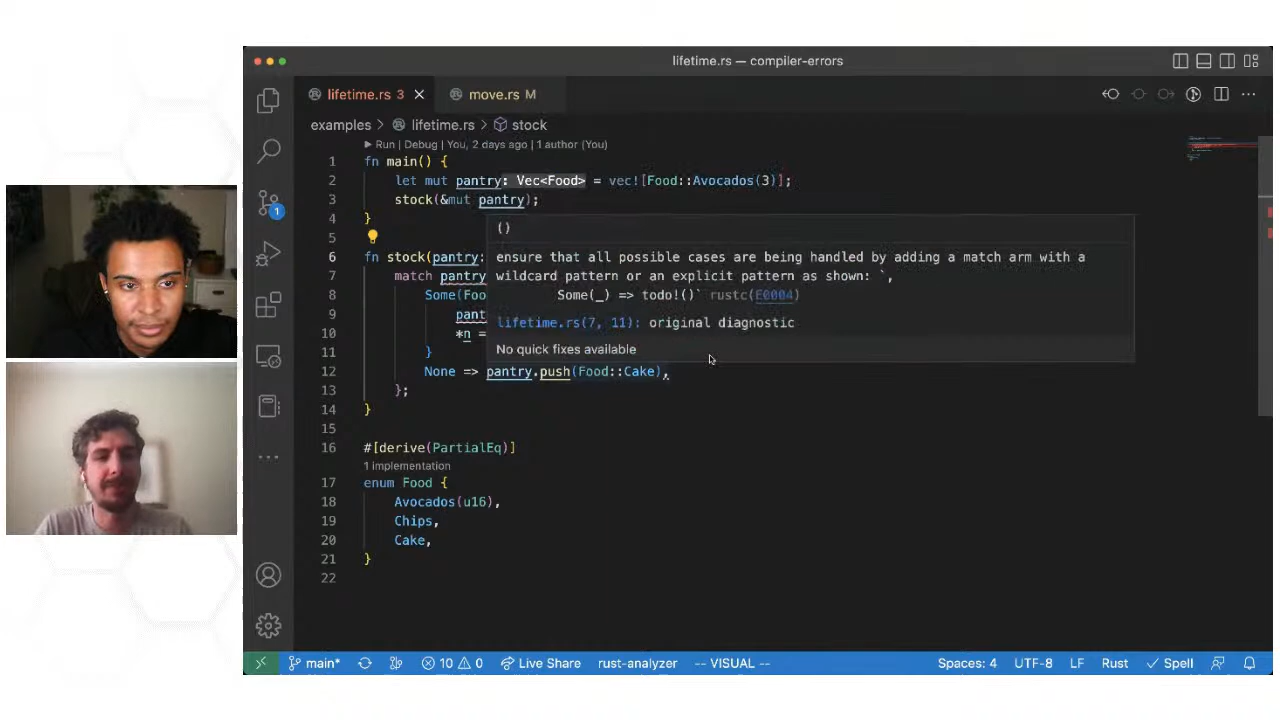 lifetime.rs — compiler-errors
lifetime.rs 3
move.rs M
examples > lifetime.rs > stock
Run | Debug | You, 2 days ago | 1 author (You)
1 fn main() {
2 let mut pantry: Vec<Food> = vec![Food::Avocados(3)];
3 stock(&mut pantry);
4 }
5
()
6 fn stock(pantry:
ensure that all possible cases are being handled by adding a match arm with a
7 match pantry
wildcard pattern or an explicit pattern as shown: `,
8 Some(Foo
Some(_) => todo!()` rustc(E0004)
9 pant
lifetime.rs(7, 11): original diagnostic
10 *n =
No quick fixes available
11 }
12 None => pantry.push(Food::Cake),
13 };
14 }
15
16 #[derive(PartialEq)]
1 implementation
17 enum Food {
18 Avocados(u16),
19 Chips,
20 Cake,
21 }
22
1
main* 10 0 Live Share rust-analyzer -- VISUAL -- Spaces: 4 UTF-8 LF Rust Spell